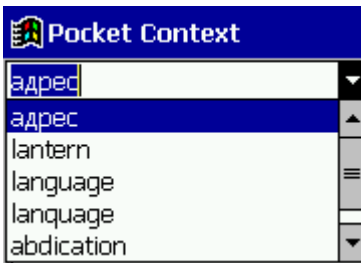 Pocket Context
адрес
адрес
lantern
language
lanquage
abdication